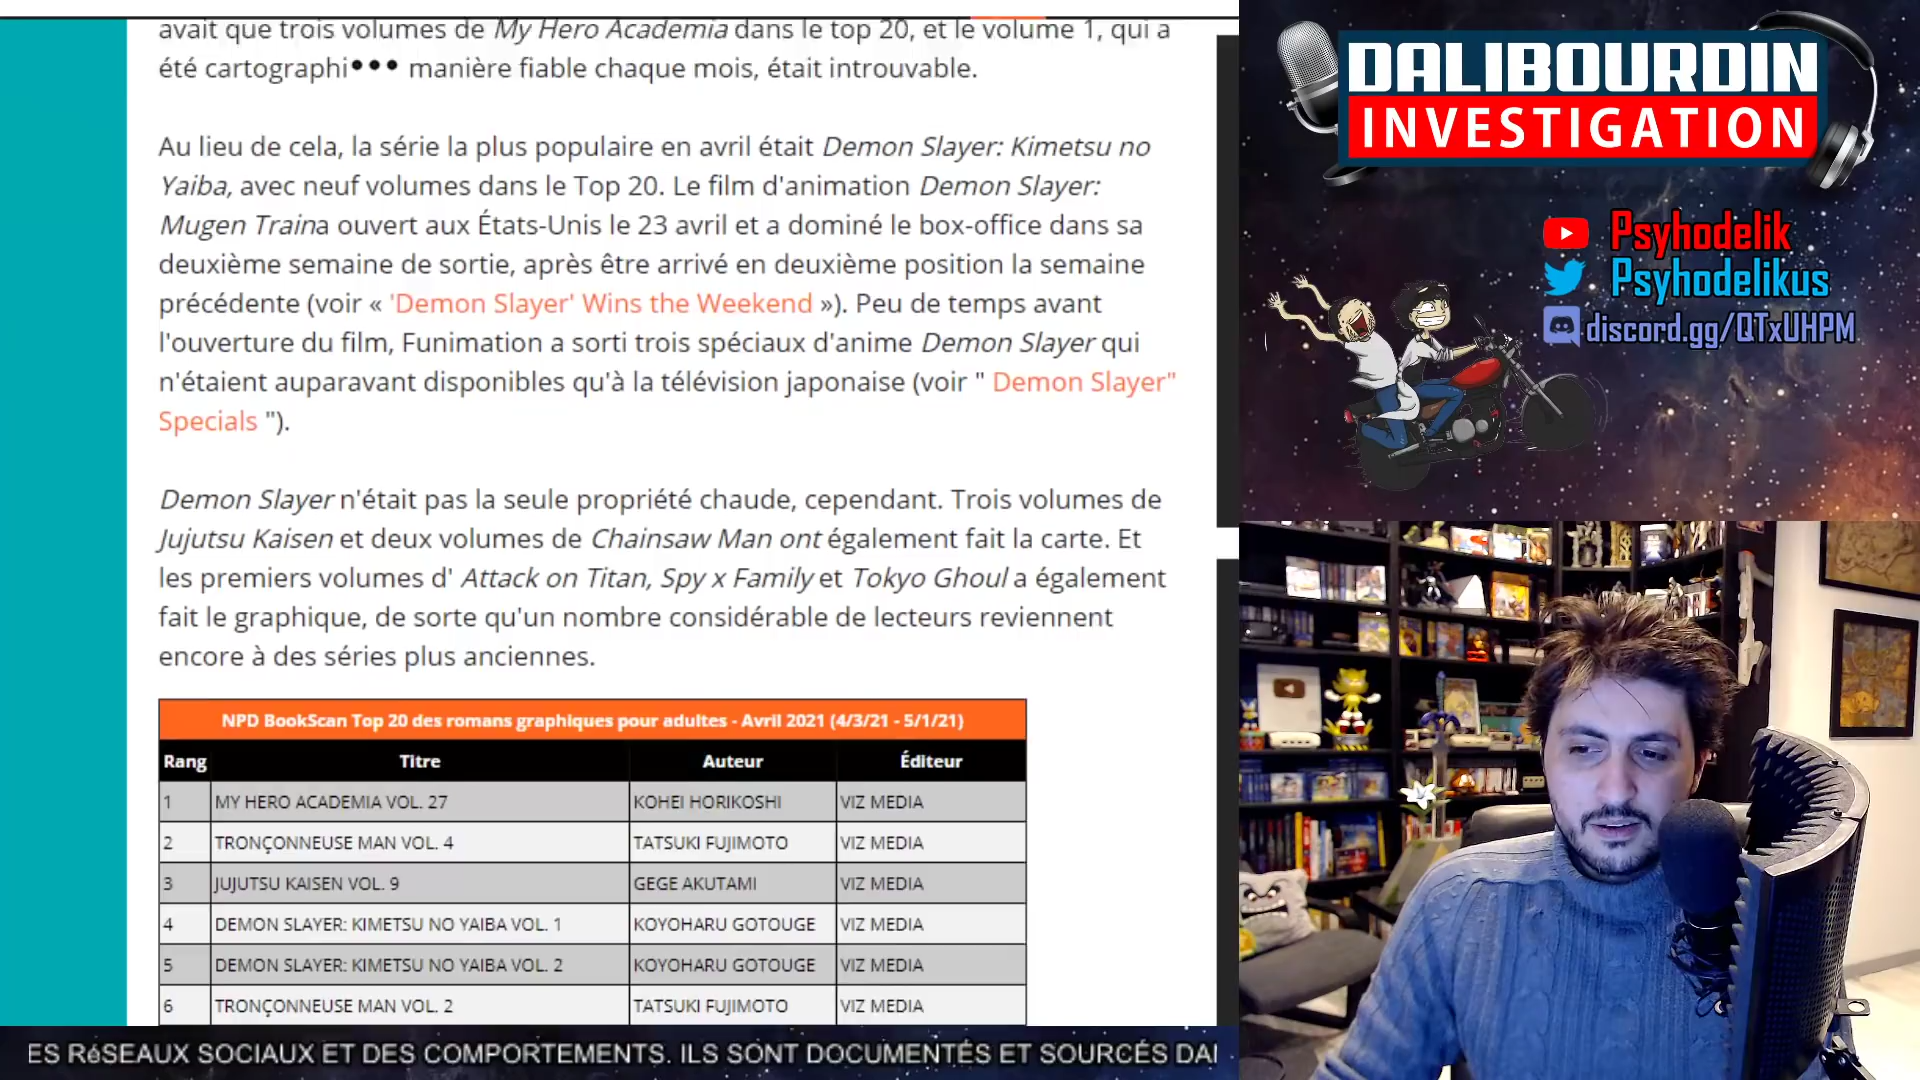 avait que trois volumes de My Hero Academia dans le top 20, et le volume 1, qui a
été cartographi••• manière fiable chaque mois, était introuvable.
Au lieu de cela, la série la plus populaire en avril était Demon Slayer: Kimetsu no
Yaiba, avec neuf volumes dans le Top 20. Le film d'animation Demon Slayer:
Mugen Traina ouvert aux États-Unis le 23 avril et a dominé le box-office dans sa
deuxième semaine de sortie, après être arrivé en deuxième position la semaine
précédente (voir « 'Demon Slayer' Wins the Weekend »). Peu de temps avant
l'ouverture du film, Funimation a sorti trois spéciaux d'anime Demon Slayer qui
n'étaient auparavant disponibles qu'à la télévision japonaise (voir " Demon Slayer"
Specials ").
Demon Slayer n'était pas la seule propriété chaude, cependant. Trois volumes de
Jujutsu Kaisen et deux volumes de Chainsaw Man ont également fait la carte. Et
les premiers volumes d' Attack on Titan, Spy x Family et Tokyo Ghoul a également
fait le graphique, de sorte qu'un nombre considérable de lecteurs reviennent
encore à des séries plus anciennes.
NPD BookScan Top 20 des romans graphiques pour adultes - Avril 2021 (4/3/21 - 5/1/21)
Rang Titre Auteur Éditeur
1 MY HERO ACADEMIA VOL. 27 KOHEI HORIKOSHI VIZ MEDIA
2 TRONÇONNEUSE MAN VOL. 4 TATSUKI FUJIMOTO VIZ MEDIA
3 JUJUTSU KAISEN VOL. 9 GEGE AKUTAMI VIZ MEDIA
4 DEMON SLAYER: KIMETSU NO YAIBA VOL. 1 KOYOHARU GOTOUGE VIZ MEDIA
5 DEMON SLAYER: KIMETSU NO YAIBA VOL. 2 KOYOHARU GOTOUGE VIZ MEDIA
6 TRONÇONNEUSE MAN VOL. 2 TATSUKI FUJIMOTO VIZ MEDIA
ES RéSEAUX SOCIAUX ET DES COMPORTEMENTS. ILS SONT DOCUMENTÉS ET SOURCÉS DA
DALIBOURDIN
INVESTIGATION
Psyhodelik
Psyhodelikus
discord.gg/QTxUHPM